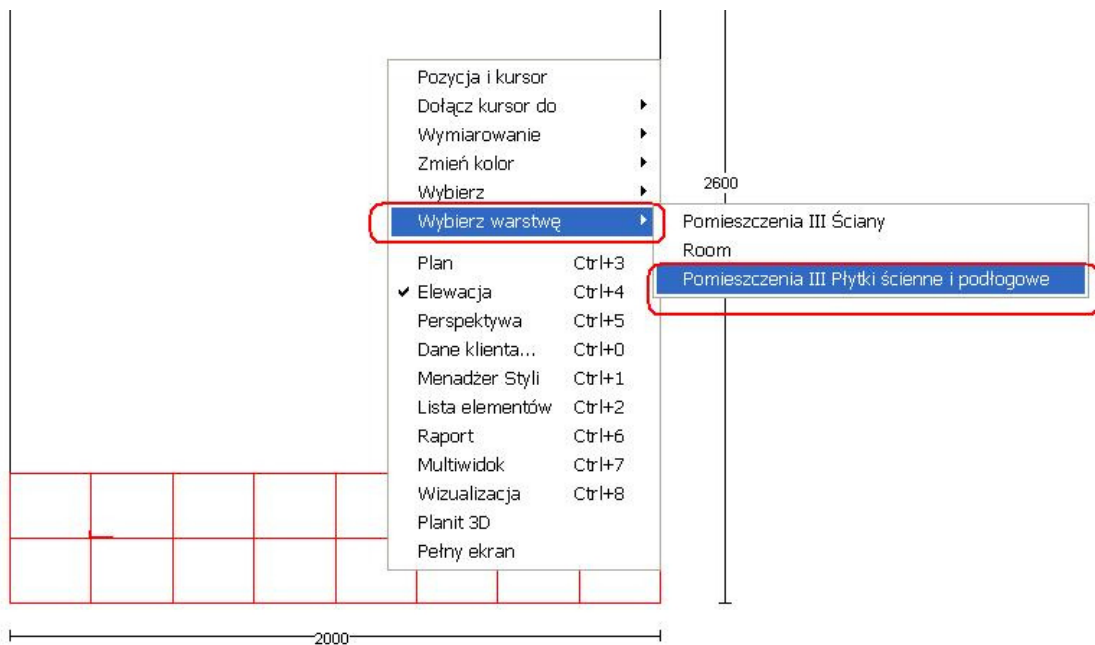 Pozycja i kursor
Dołącz kursor do
Wymiarowanie
Zmień kolor
Wybierz
Wybierz warstwę
Plan Ctrl+3
Elewacja Ctrl+4
Perspektywa Ctrl+5
Dane klienta... Ctrl+0
Menadżer Styli Ctrl+1
Lista elementów Ctrl+2
Raport Ctrl+6
Multiwidok Ctrl+7
Wizualizacja Ctrl+8
Planit 3D
Pełny ekran
2600
Pomieszczenia III Ściany
Room
Pomieszczenia III Płytki ścienne i podłogowe
2000